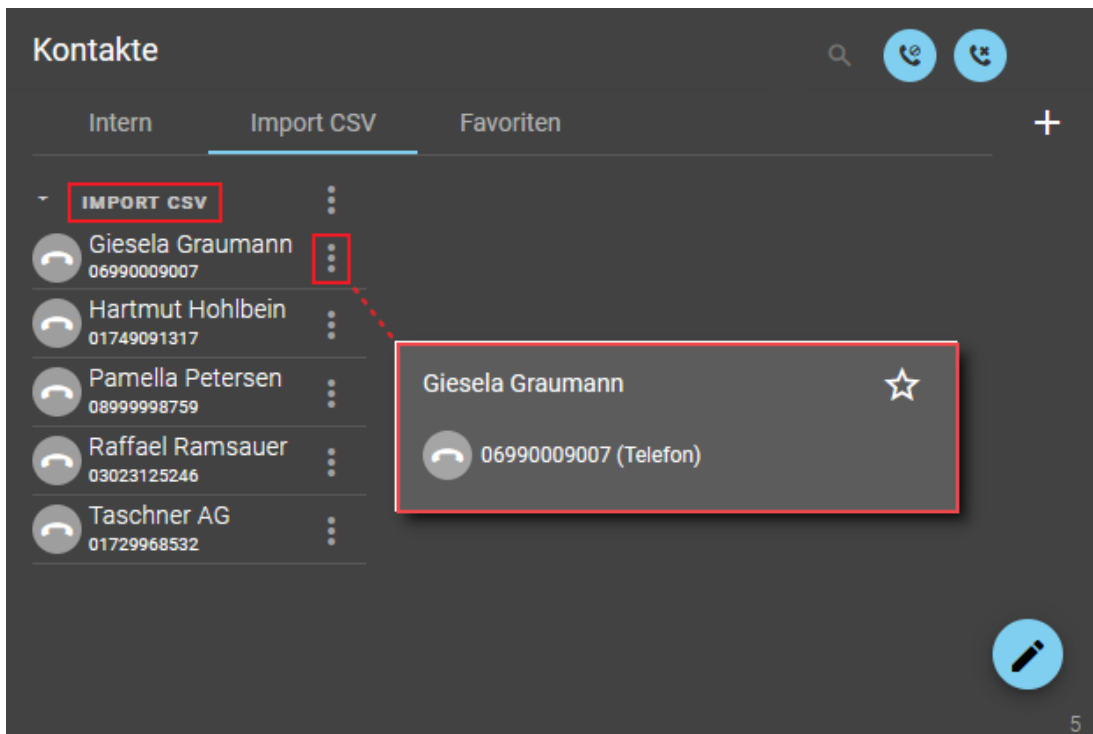 Kontakte
Intern Import CSV Favoriten
IMPORT CSV
Giesela Graumann
06990009007
Hartmut Hohlbein
01749091317
Pamella Petersen
08999998759
Raffael Ramsauer
03023125246
Taschner AG
01729968532
Giesela Graumann
06990009007 (Telefon)
5